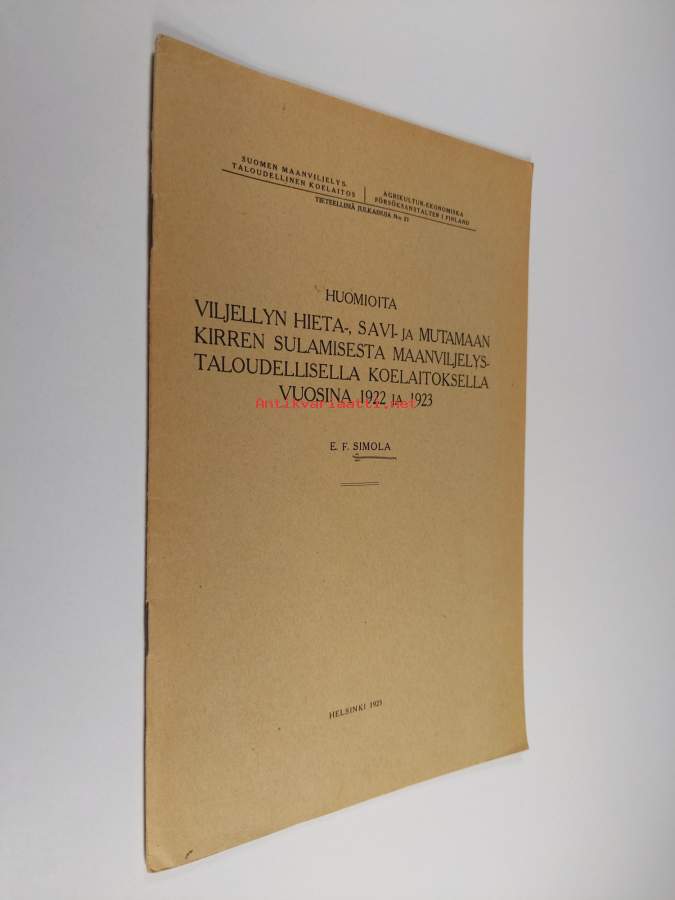 SUOMEN MAANVILJELYS-
TALOUDELLINEN KOELAITOS
AGRIKULTUR-EKONOMISKA
FÖRSÖKSANSTALTEN I FINLAND
TIETEELLISIÄ JULKAISUJA N:o
HUOMIOITA
VILJELLYN HIETA-, SAVI- JA MUTAMAAN
KIRREN SULAMISESTA MAANVILJELYS-
TALOUDELLISELLA KOELAITOKSELLA
VUOSINA 1922 JA 1923
Antikvariaatti.net
E. F. SIMOLA
HELSINKI 1923